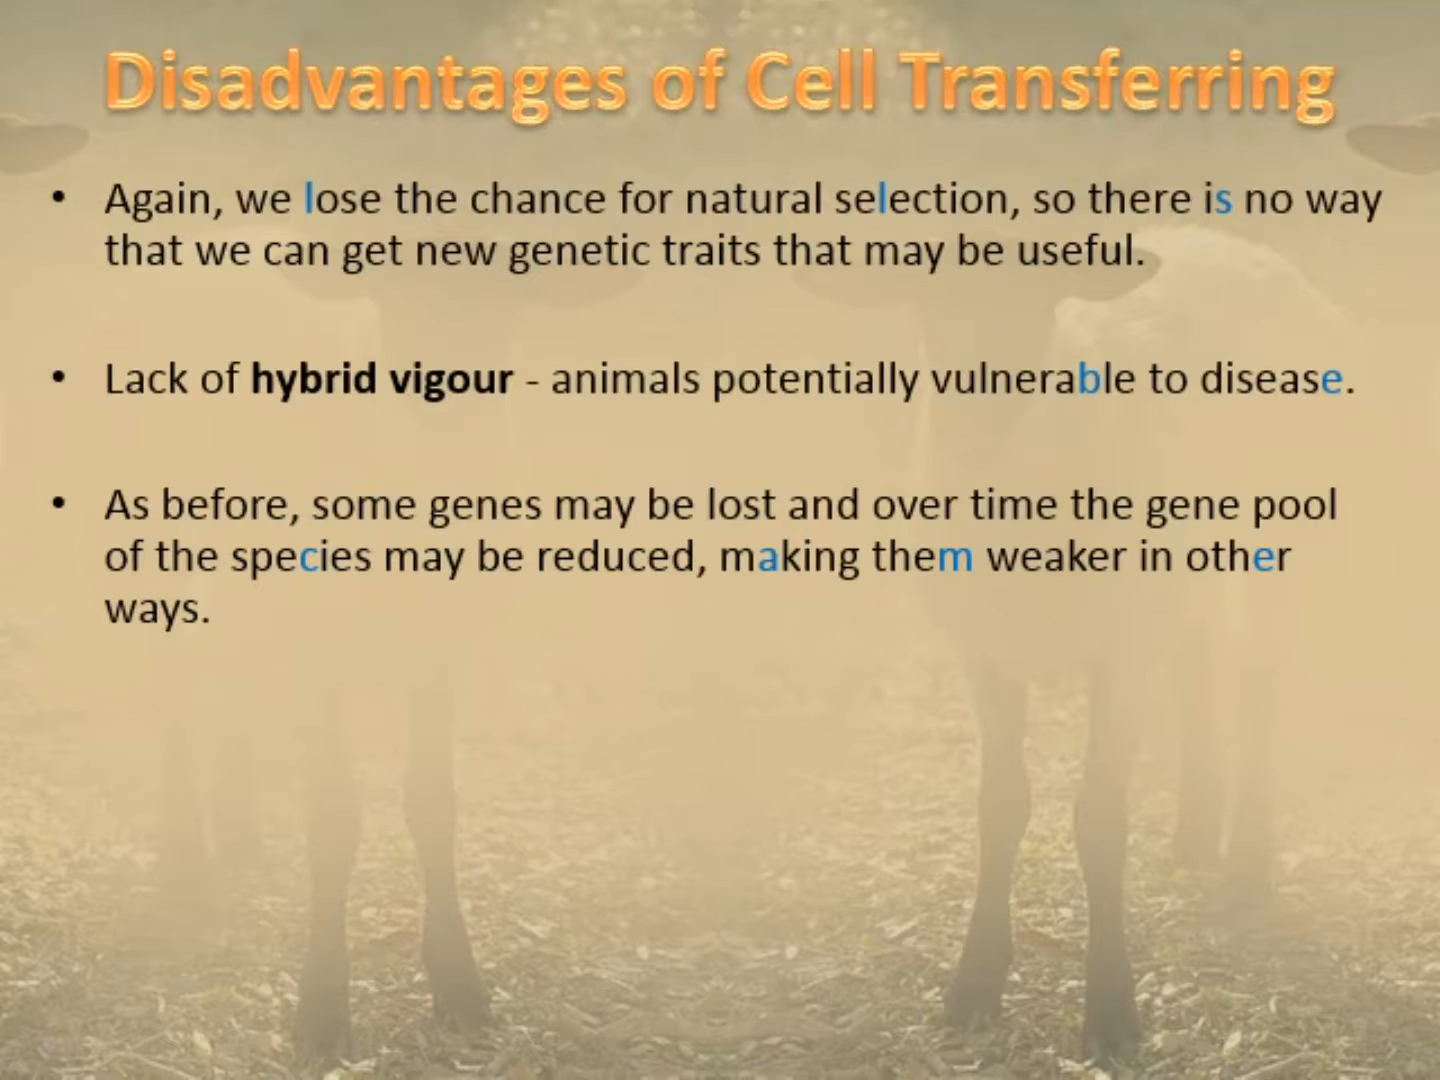 Disadvantages of Cell Transferring
• Again, we lose the chance for natural selection, so there is no way
that we can get new genetic traits that may be useful.
• Lack of hybrid vigour - animals potentially vulnerable to disease.
• As before, some genes may be lost and over time the gene pool
of the species may be reduced, making them weaker in other
ways.